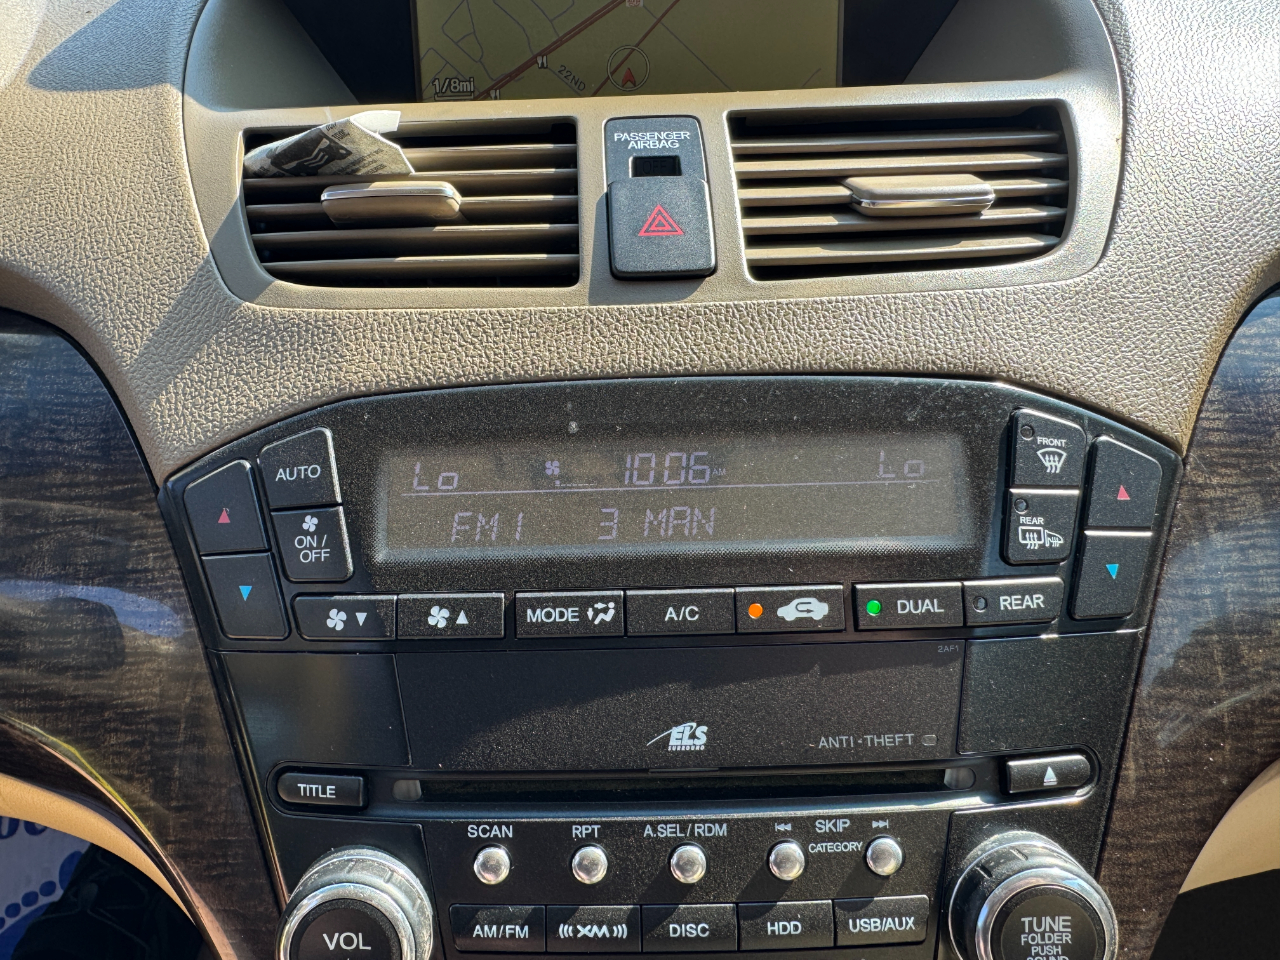 1/8mi
22ND
PASSENGER
AIRBAG
AUTO
ON /
OFF
Lo
10:06 AM
Lo
FM1
3 MAN
FRONT
REAR
MODE
A/C
DUAL
REAR
2AF1
ELS
SURROUND
ANTI-THEFT
TITLE
SCAN
RPT
A.SEL / RDM
SKIP
CATEGORY
VOL
AM/FM
XM
DISC
HDD
USB/AUX
TUNE
FOLDER
PUSH
SOUND